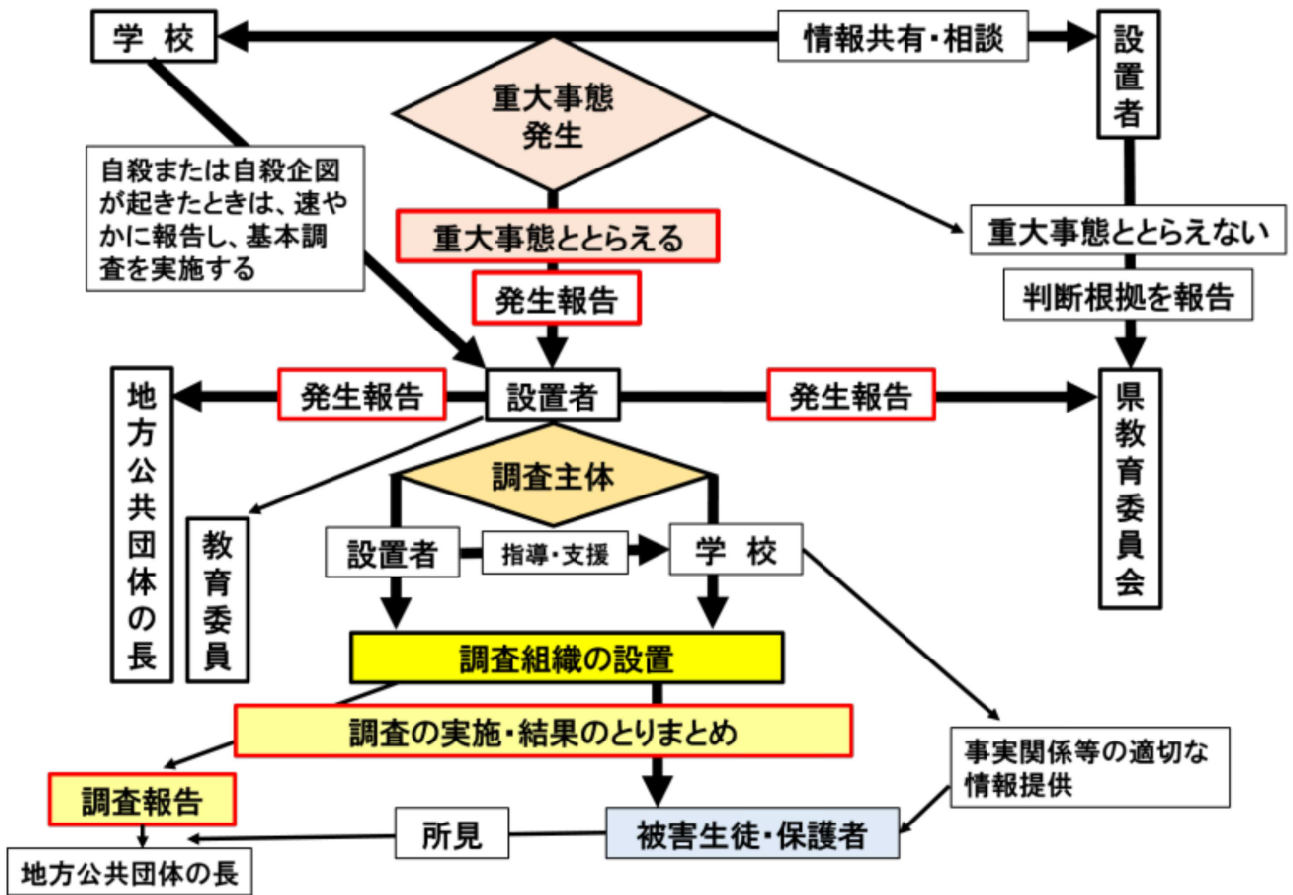 学 校
情報共有・相談
設置者
重大事態
発生
自殺または自殺企図
が起きたときは、速や
かに報告し、基本調
査を実施する
重大事態ととらえる
重大事態ととらえない
発生報告
判断根拠を報告
地方公共団体の長
発生報告
設置者
発生報告
県教育委員会
調査主体
教育委員
設置者
指導・支援
学 校
調査組織の設置
調査の実施・結果のとりまとめ
事実関係等の適切な
情報提供
調査報告
所見
被害生徒・保護者
地方公共団体の長